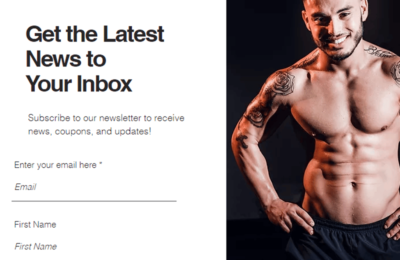 Get the Latest
News to
Your Inbox
Subscribe to our newsletter to receive
news, coupons, and updates!
Enter your email here *
Email
First Name
First Name